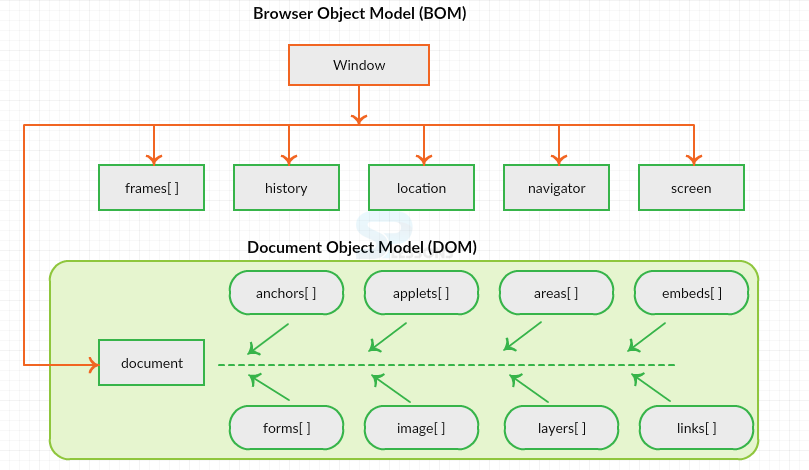 Browser Object Model (BOM)
Window
frames[ ]
history
location
navigator
screen
Document Object Model (DOM)
anchors[ ]
applets[ ]
areas[ ]
embeds[ ]
document
forms[ ]
image[ ]
layers[ ]
links[ ]